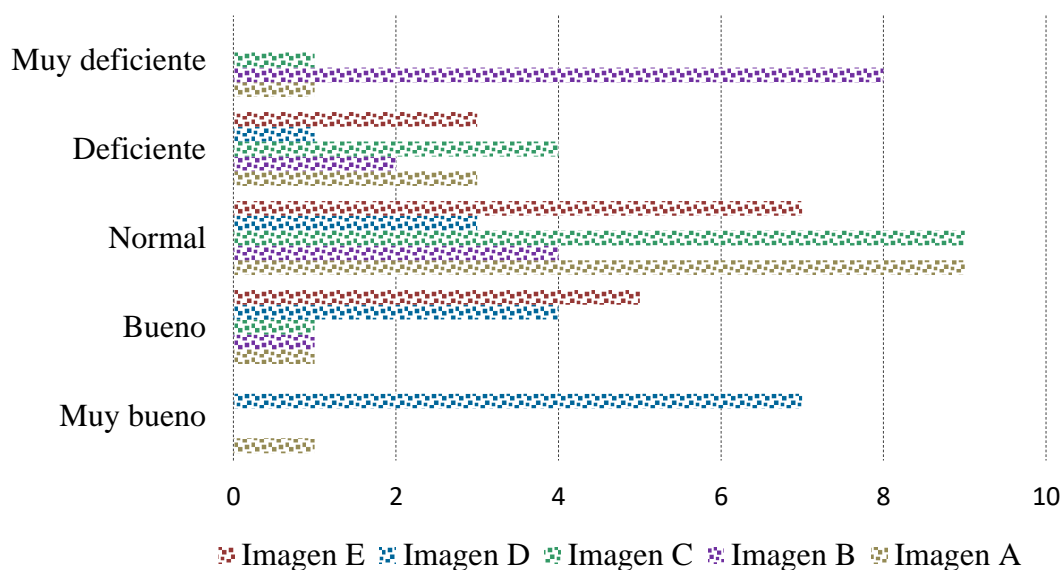 Muy deficiente
Deficiente
Normal
Bueno
Muy bueno
0 2 4 6 8 10
Imagen E Imagen D Imagen C Imagen B Imagen A